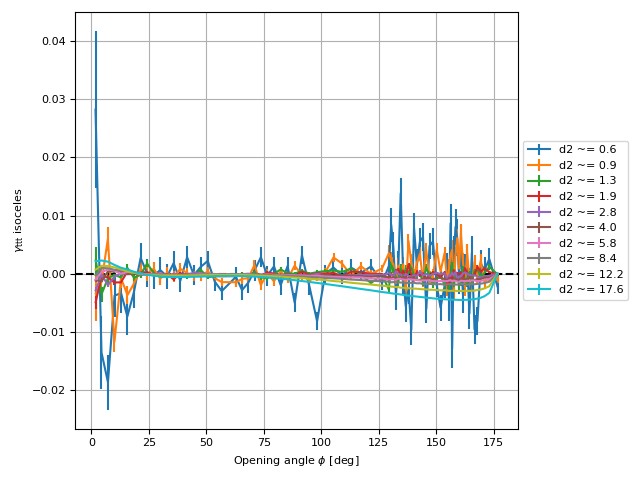 0.04
0.03
0.02
0.01
0.00
−0.01
−0.02
γttt isoceles
0 25 50 75 100 125 150 175
Opening angle ϕ [deg]
d2 ~= 0.6
d2 ~= 0.9
d2 ~= 1.3
d2 ~= 1.9
d2 ~= 2.8
d2 ~= 4.0
d2 ~= 5.8
d2 ~= 8.4
d2 ~= 12.2
d2 ~= 17.6